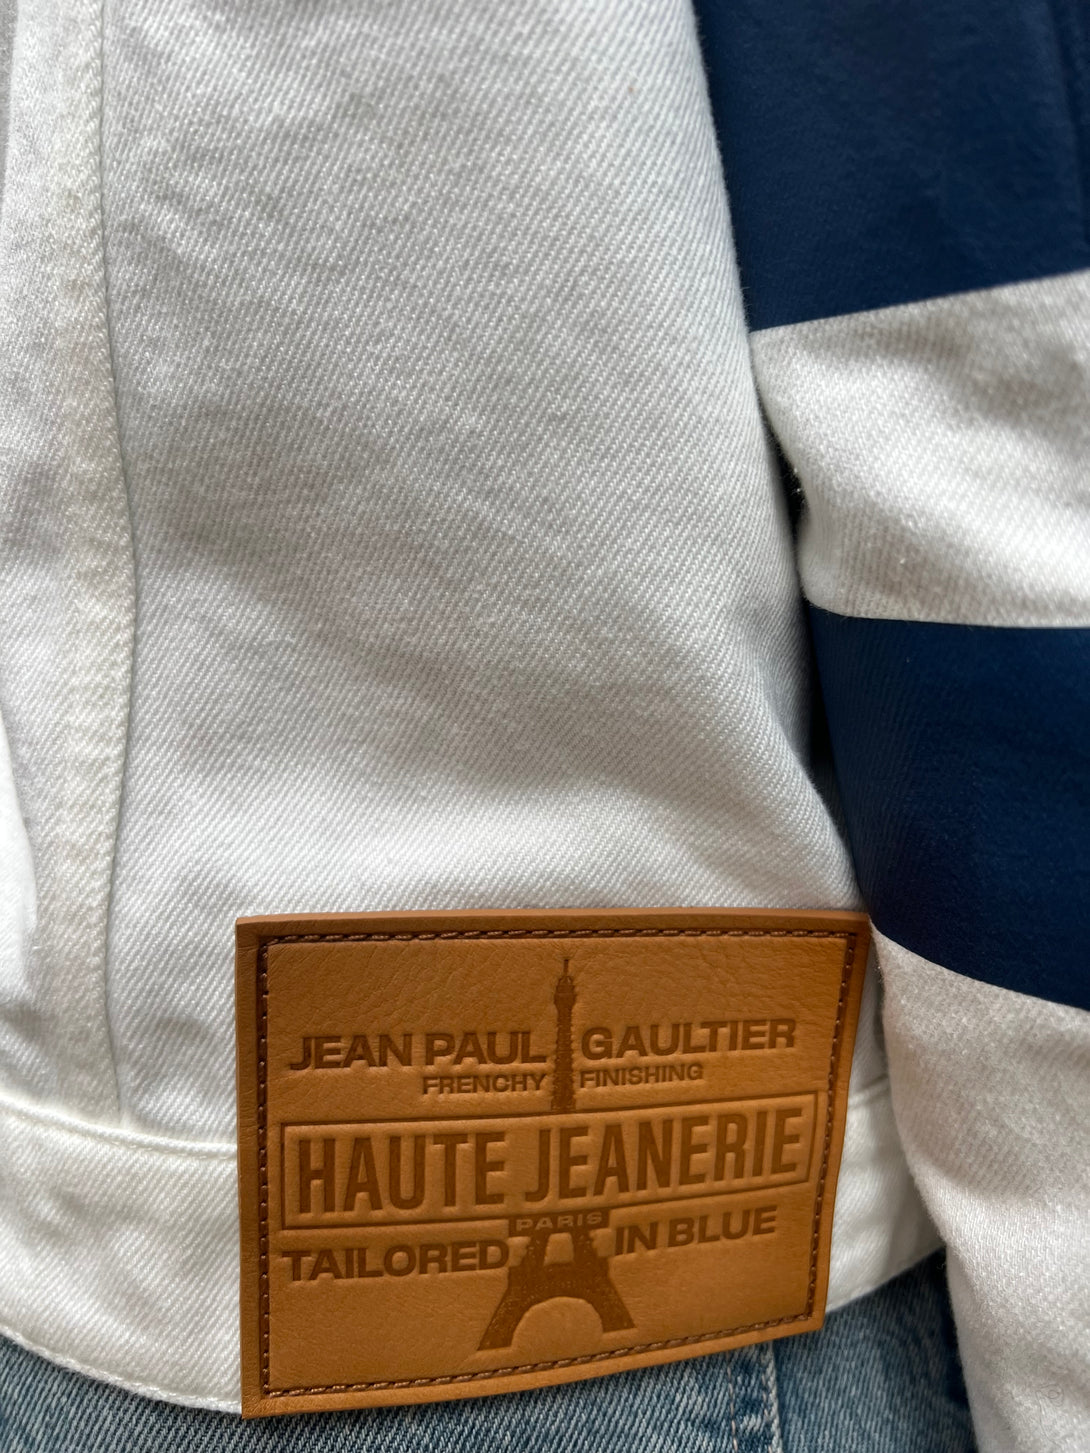 JEAN PAUL GAULTIER
FRENCHY FINISHING
HAUTE JEANERIE
PARIS
TAILORED IN BLUE